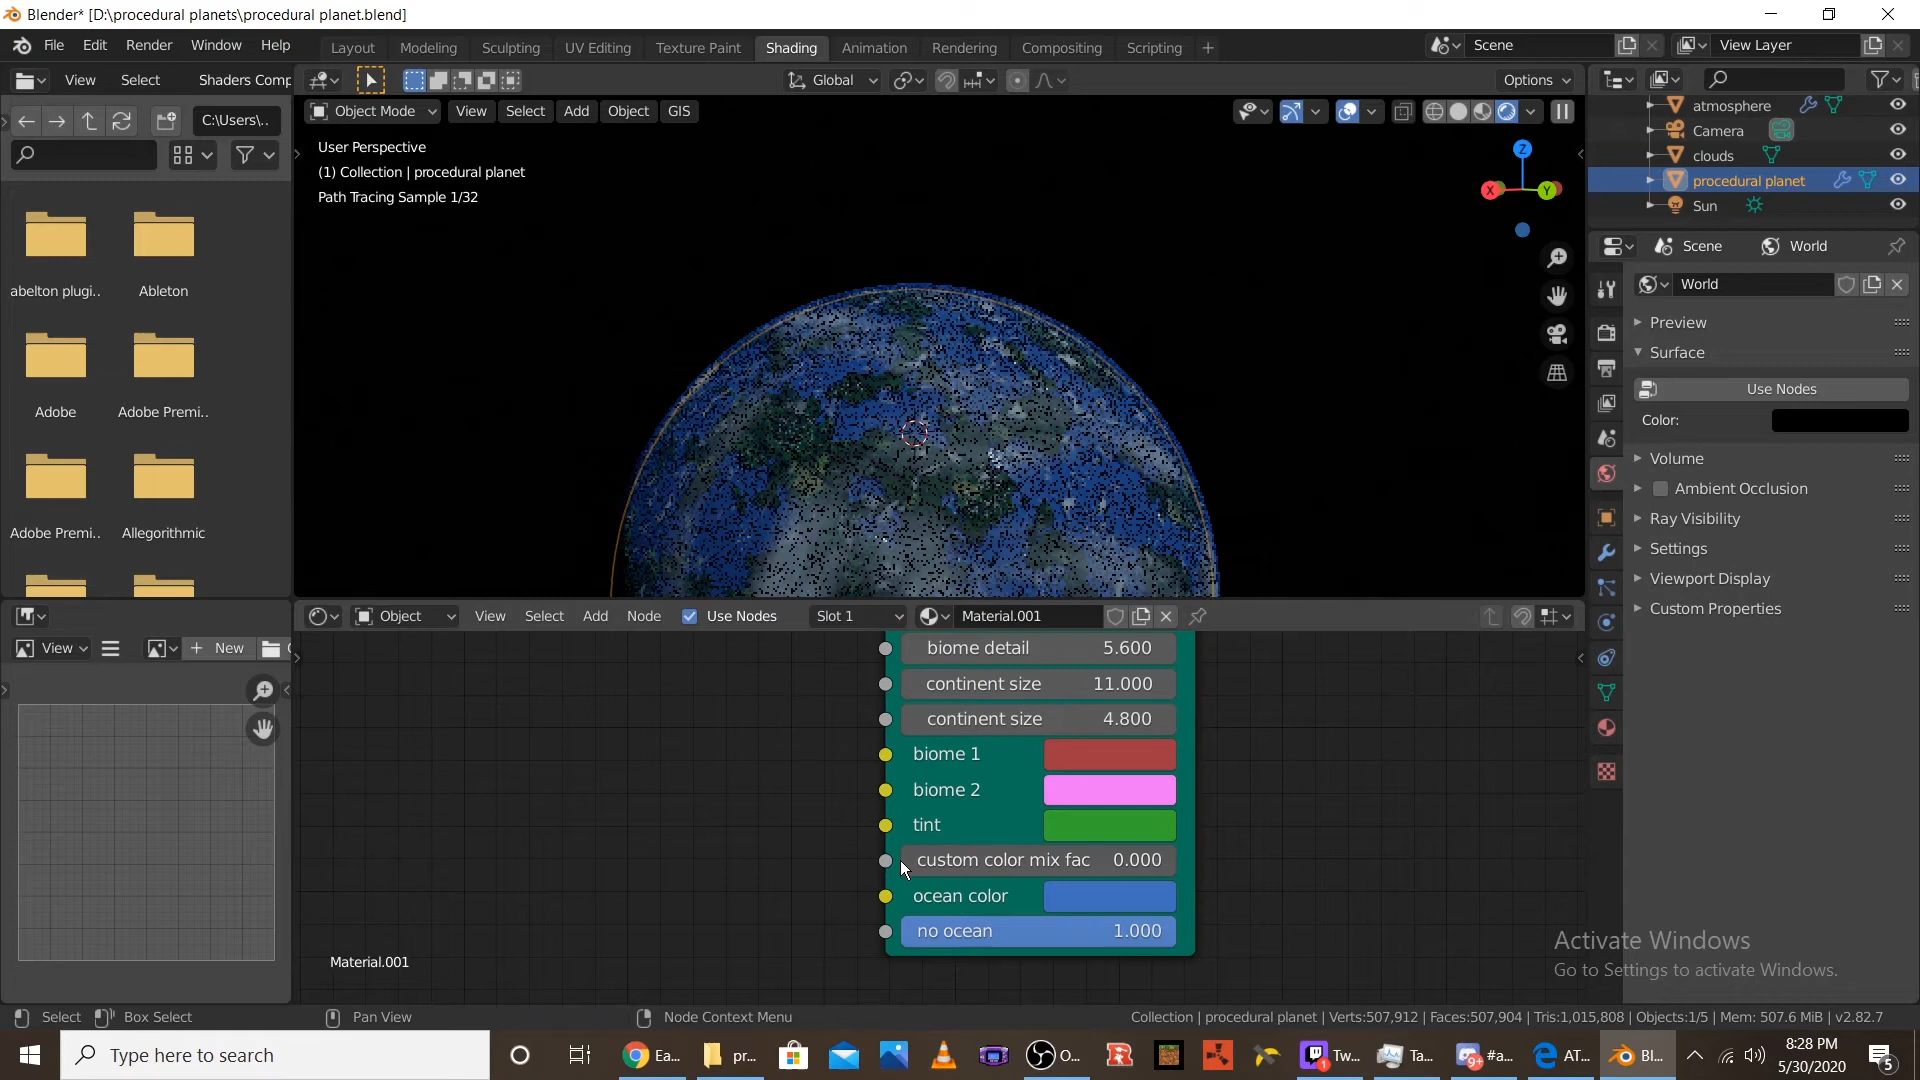 Blender* [D:\procedural planets\procedural planet.blend]
File Edit Render Window Help Layout Modeling Sculpting UV Editing Texture Paint Shading Animation Rendering Compositing Scripting + Scene View Layer
View Select Shaders Comp Global Options
Object Mode View Select Add Object GIS
C:\Users\..
User Perspective
(1) Collection | procedural planet
Path Tracing Sample 1/32
Z
X
Y
abelton plugi..
Ableton
Adobe
Adobe Premi..
Adobe Premi..
Allegorithmic
atmosphere
Camera
clouds
procedural planet
Sun
Scene World
World
Preview
Surface
Use Nodes
Color:
Volume
Ambient Occlusion
Ray Visibility
Settings
Viewport Display
Custom Properties
Object View Select Add Node Use Nodes Slot 1 Material.001
View + New
biome detail 5.600
continent size 11.000
continent size 4.800
biome 1
biome 2
tint
custom color mix fac 0.000
ocean color
no ocean 1.000
Material.001
Activate Windows
Go to Settings to activate Windows.
Select Box Select Pan View Node Context Menu Collection | procedural planet | Verts:507,912 | Faces:507,904 | Tris:1,015,808 | Objects:1/5 | Mem: 507.6 MiB | v2.82.7
Type here to search
Ea...
pr...
O...
Tw...
1
Ta...
#a...
9+
AT...
Bl...
8:28 PM
5/30/2020
5